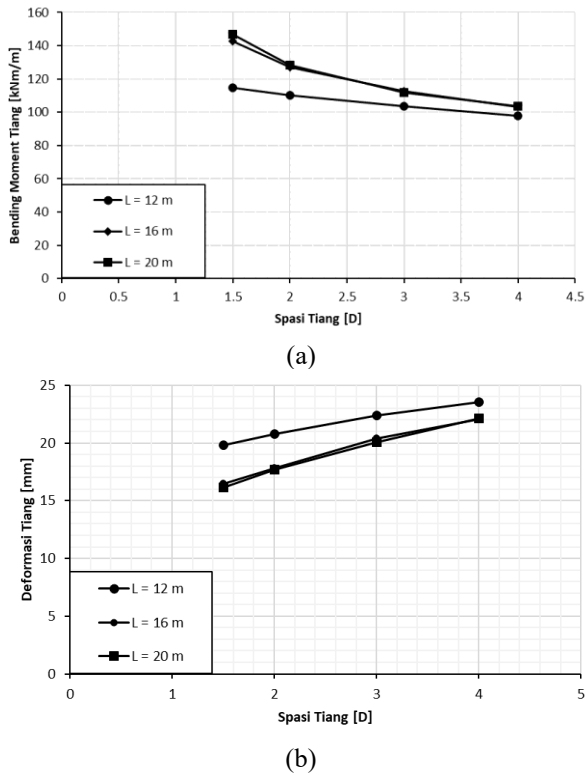 160
140
120
100
80
60
40
20
0
Bending Moment Tiang [kNm/m]
L = 12 m
L = 16 m
L = 20 m
0 0.5 1 1.5 2 2.5 3 3.5 4 4.5
Spasi Tiang [D]
(a)
25
20
15
10
5
0
Deformasi Tiang [mm]
L = 12 m
L = 16 m
L = 20 m
0 1 2 3 4 5
Spasi Tiang [D]
(b)